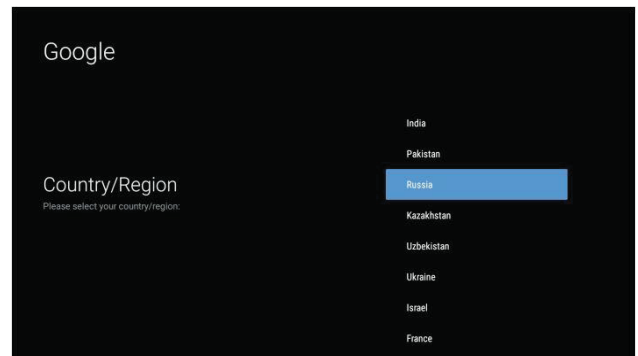 Google
Country/Region
Please select your country/region:
India
Pakistan
Russia
Kazakhstan
Uzbekistan
Ukraine
Israel
France